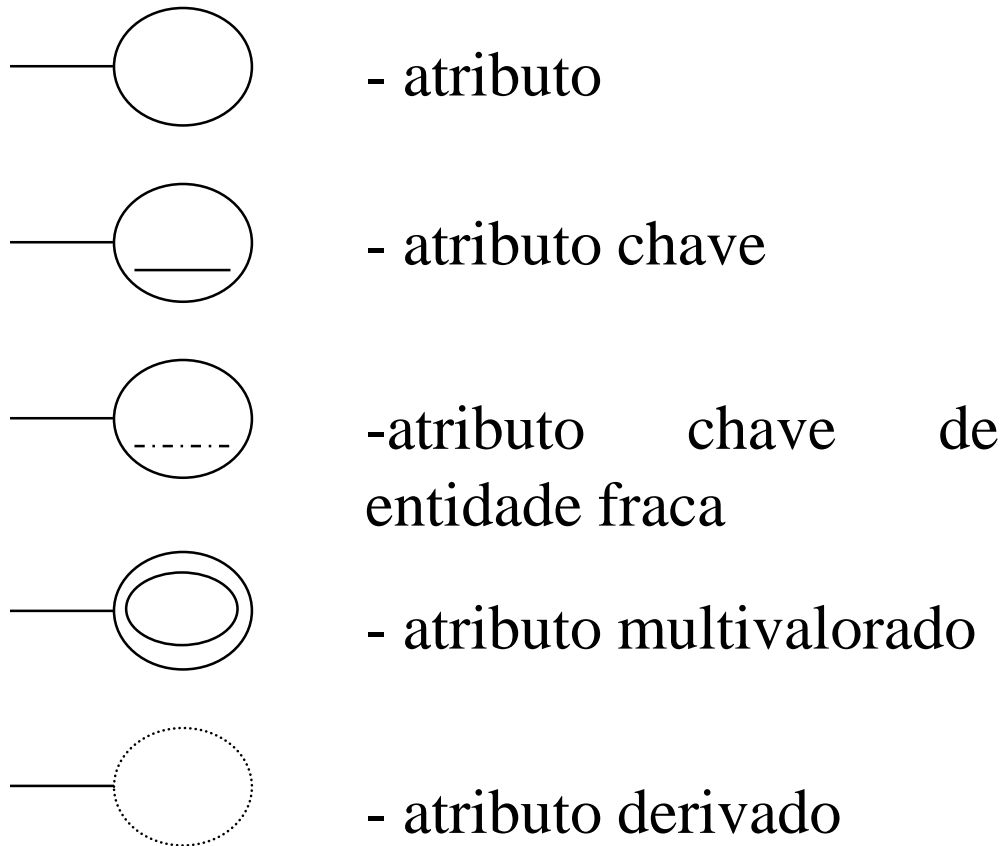 - atributo
- atributo chave
-atributo chave de
entidade fraca
- atributo multivalorado
- atributo derivado